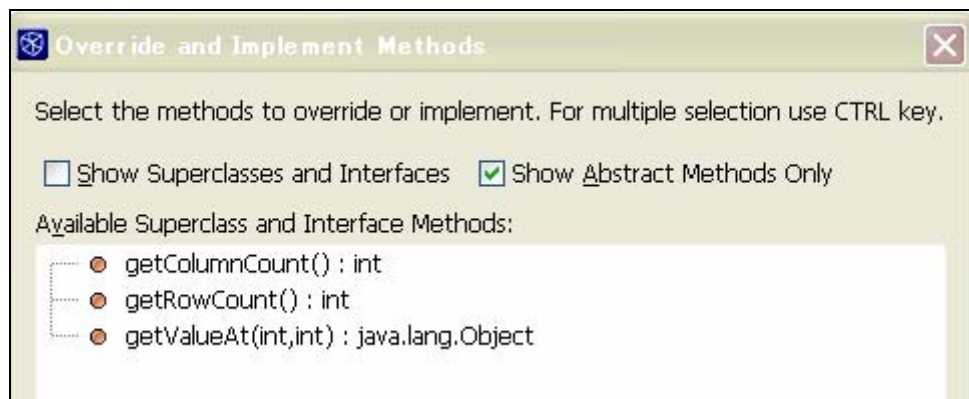 Override and Implement Methods
Select the methods to override or implement. For multiple selection use CTRL key.
Show Superclasses and Interfaces Show Abstract Methods Only
Available Superclass and Interface Methods:
getColumnCount() : int
getRowCount() : int
getValueAt(int,int) : java.lang.Object